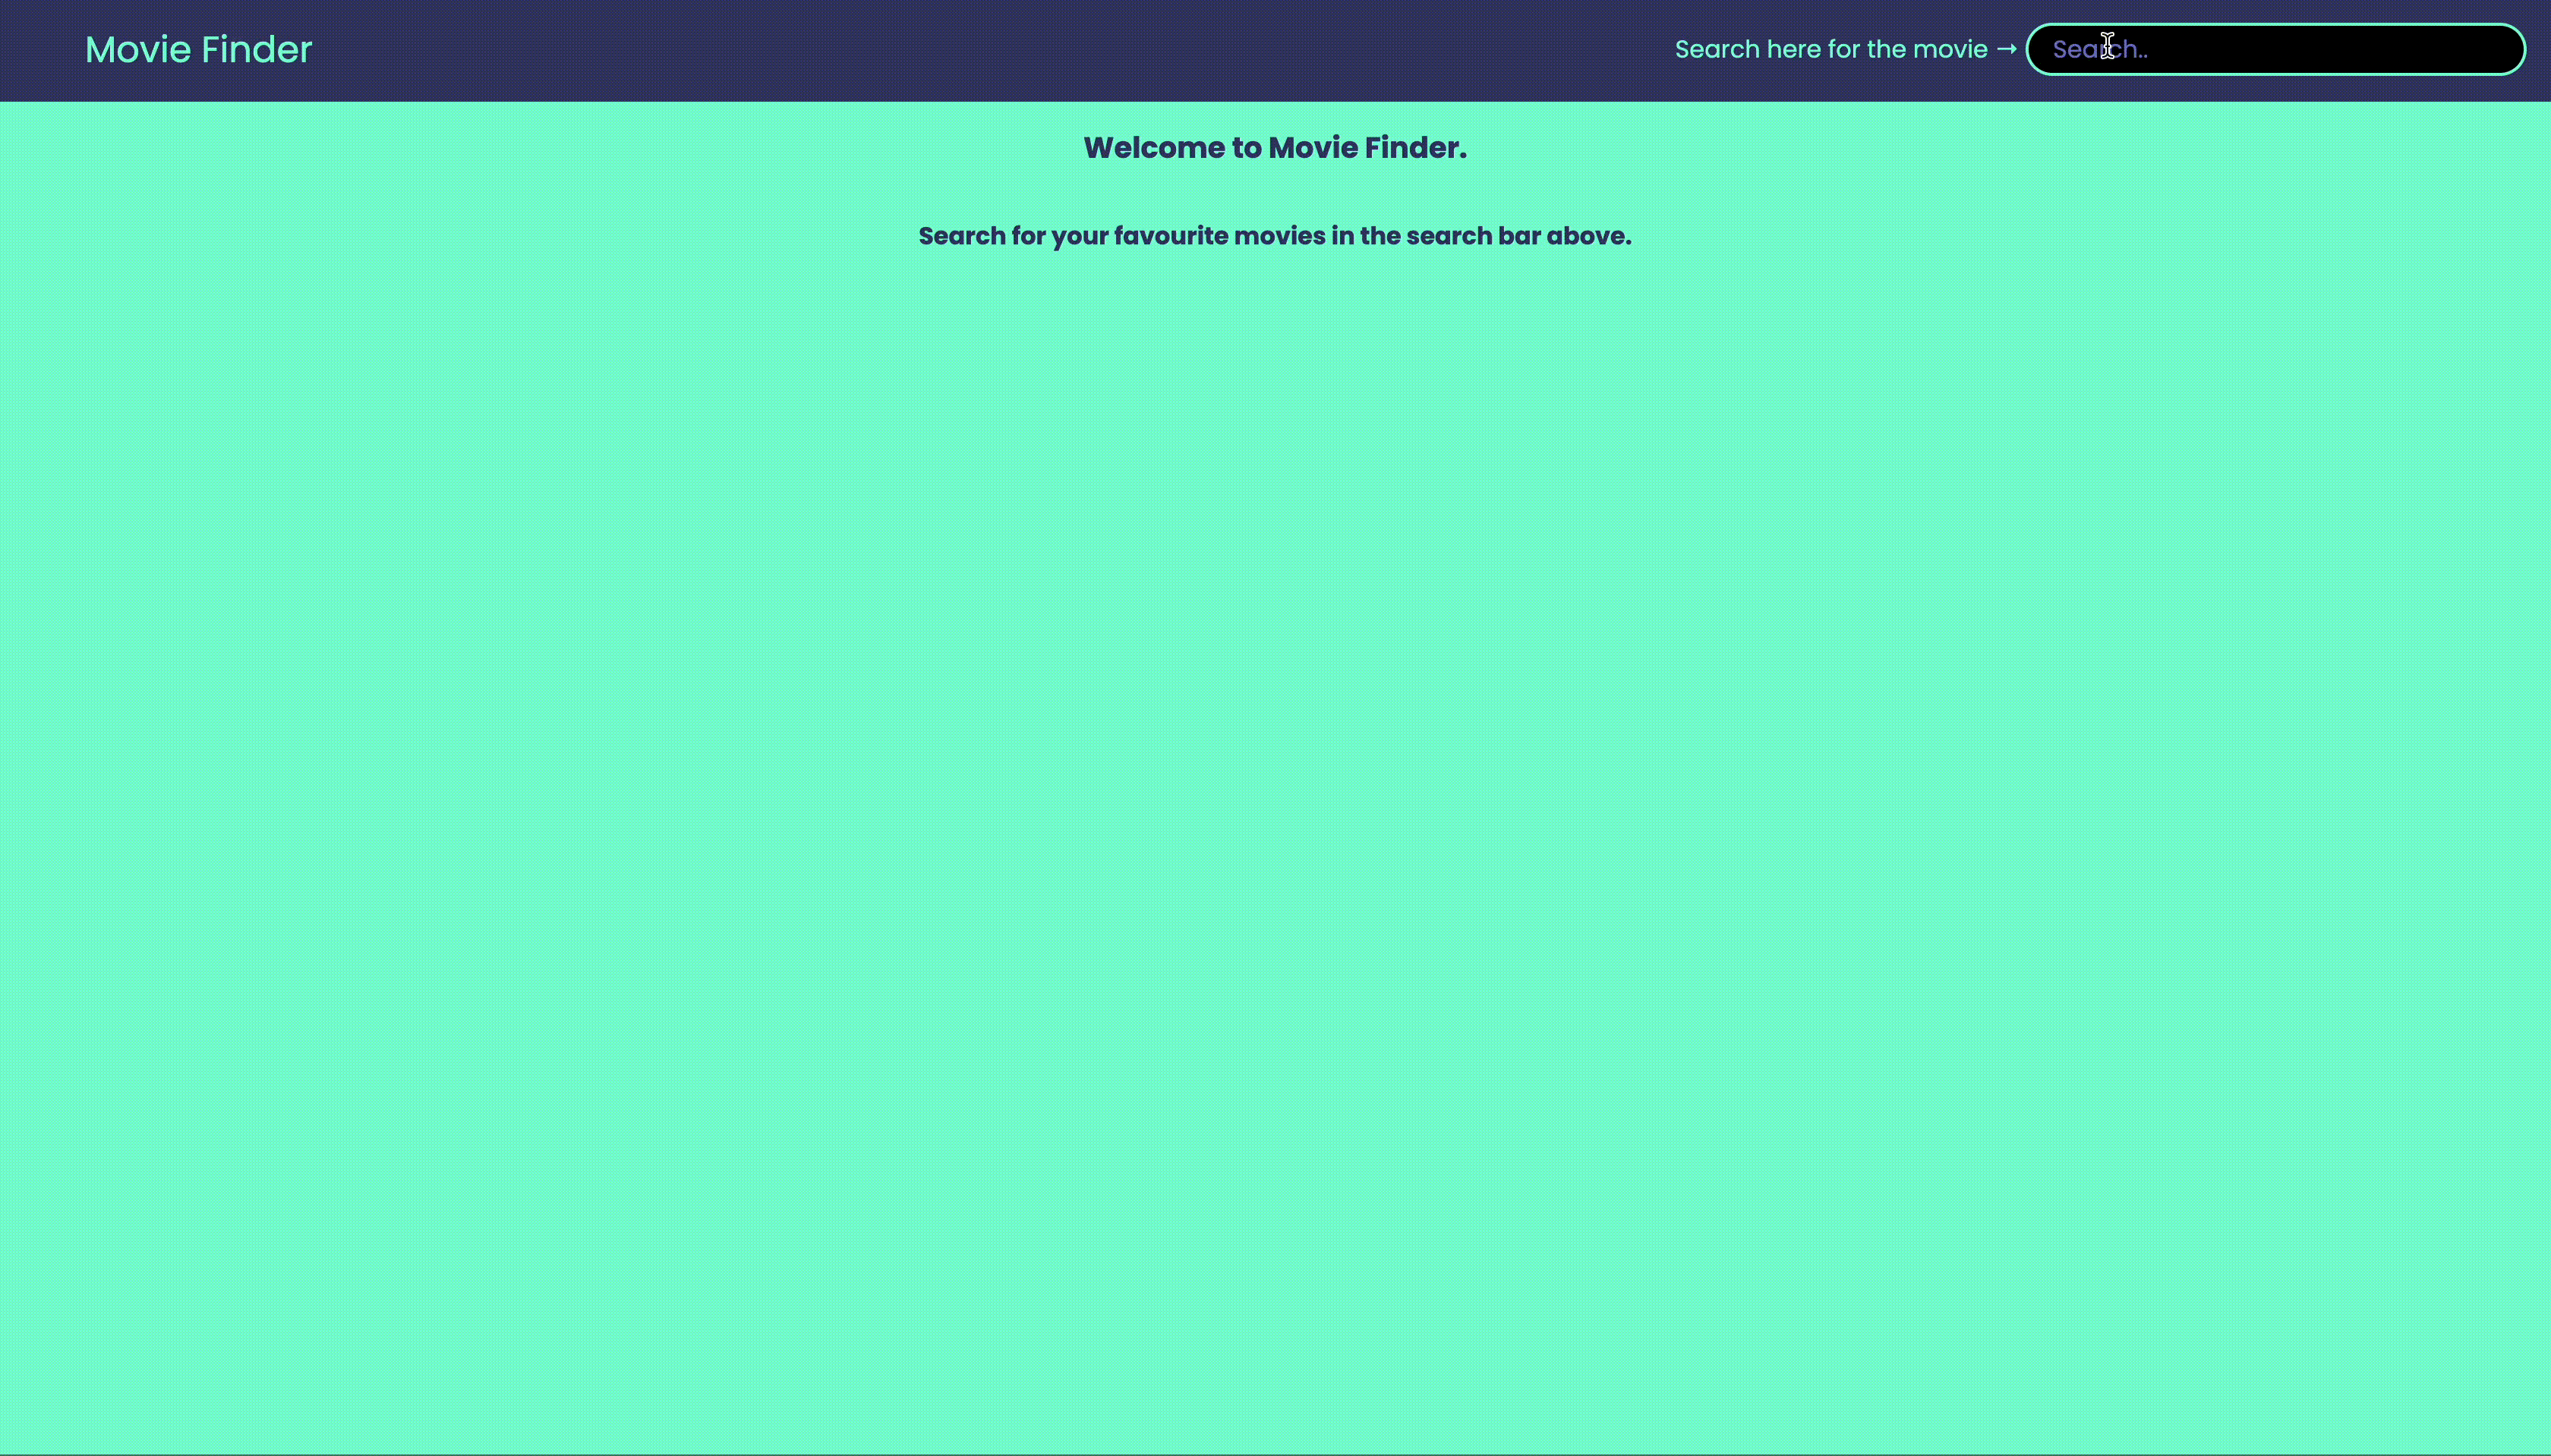 Movie Finder
Search here for the movie →
Search..
Welcome to Movie Finder.
Search for your favourite movies in the search bar above.